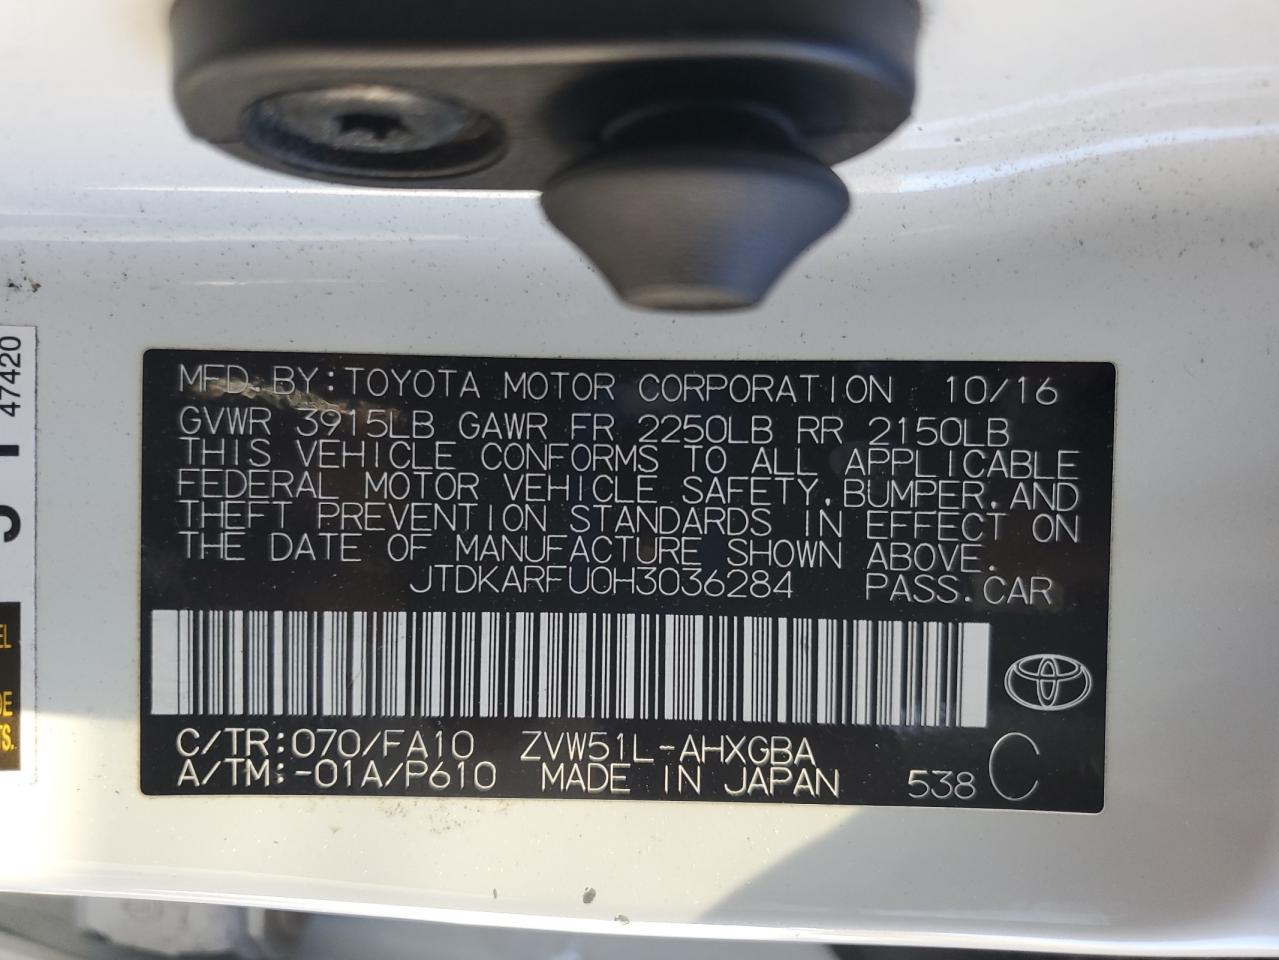 MFD. BY: TOYOTA MOTOR CORPORATION 10/16
GVWR 3915LB GAWR FR 2250LB RR 2150LB
THIS VEHICLE CONFORMS TO ALL APPLICABLE
FEDERAL MOTOR VEHICLE SAFETY, BUMPER, AND
THEFT PREVENTION STANDARDS IN EFFECT ON
THE DATE OF MANUFACTURE SHOWN ABOVE.
JTDKARFU0H3036284 PASS. CAR
C/TR:070/FA10 ZVW51L-AHXGBA
A/TM:-01A/P610 MADE IN JAPAN 538 C
47420